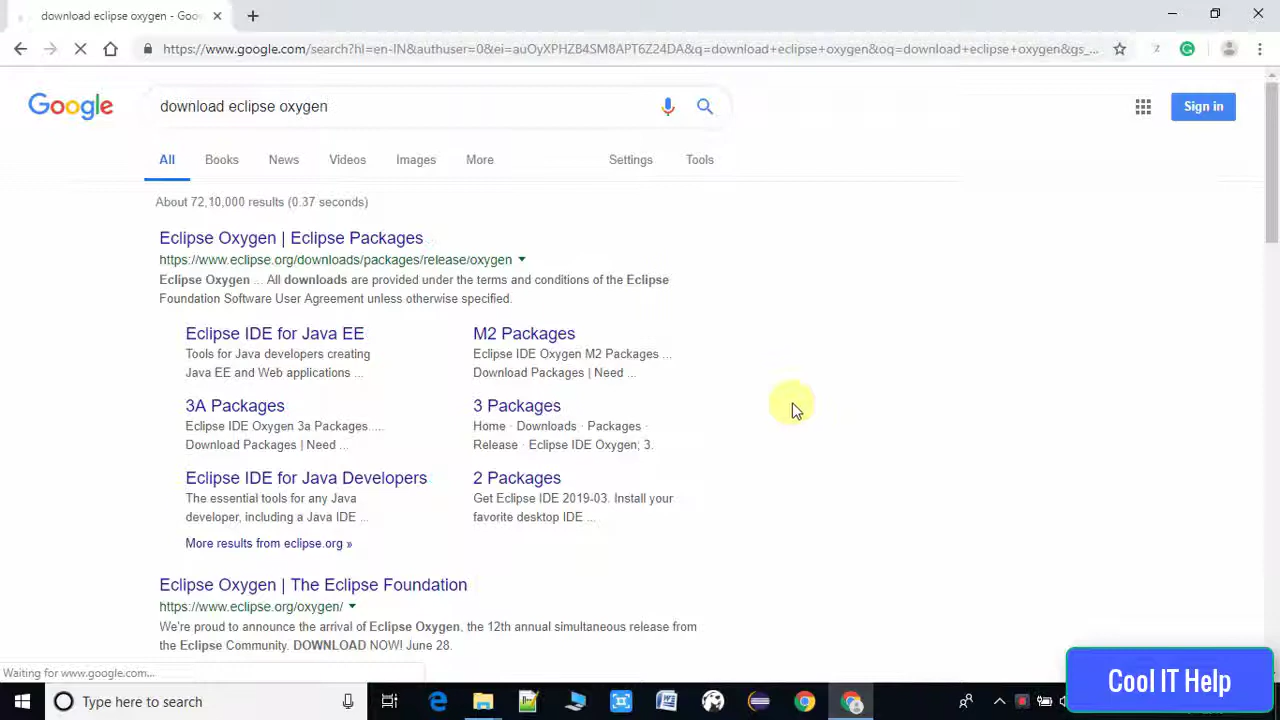 download eclipse oxygen - Goo
https://www.google.com/search?hl=en-IN&authuser=0&ei=auOyXPHZB4SM8APT6Z24DA&q=download+eclipse+oxygen&oq=download+eclipse+oxygen&gs_...
Google
download eclipse oxygen
Sign in
All Books News Videos Images More Settings Tools
About 72,10,000 results (0.37 seconds)
Eclipse Oxygen | Eclipse Packages
https://www.eclipse.org/downloads/packages/release/oxygen
Eclipse Oxygen ... All downloads are provided under the terms and conditions of the Eclipse
Foundation Software User Agreement unless otherwise specified.
Eclipse IDE for Java EE
Tools for Java developers creating
Java EE and Web applications ...
M2 Packages
Eclipse IDE Oxygen M2 Packages ...
Download Packages | Need ...
3A Packages
Eclipse IDE Oxygen 3a Packages....
Download Packages | Need ...
3 Packages
Home · Downloads · Packages ·
Release · Eclipse IDE Oxygen; 3.
Eclipse IDE for Java Developers
The essential tools for any Java
developer, including a Java IDE ...
2 Packages
Get Eclipse IDE 2019-03. Install your
favorite desktop IDE ...
More results from eclipse.org »
Eclipse Oxygen | The Eclipse Foundation
https://www.eclipse.org/oxygen/
We're proud to announce the arrival of Eclipse Oxygen, the 12th annual simultaneous release from
the Eclipse Community. DOWNLOAD NOW! June 28.
Waiting for www.google.com...
Type here to search
Cool IT Help